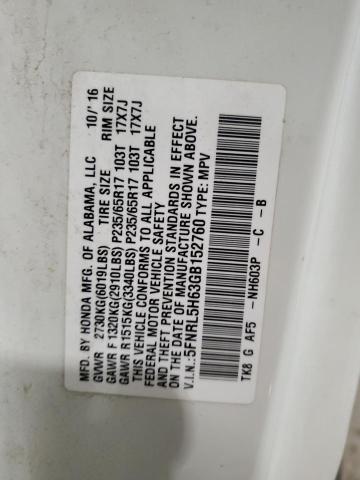 MFD. BY HONDA MFG. OF ALABAMA, LLC 10/'16
GVWR 2730KG(6019LBS) TIRE SIZE RIM SIZE
GAWR F 1320KG(2910LBS) P235/65R17 103T 17X7J
GAWR R 1515KG(3340LBS) P235/65R17 103T 17X7J
THIS VEHICLE CONFORMS TO ALL APPLICABLE
FEDERAL MOTOR VEHICLE SAFETY
AND THEFT PREVENTION STANDARDS IN EFFECT
ON THE DATE OF MANUFACTURE SHOWN ABOVE.
V.I.N.: 5FNRL5H63GB152760 TYPE: MPV
TK8 G AF5 -NH603P -C -B